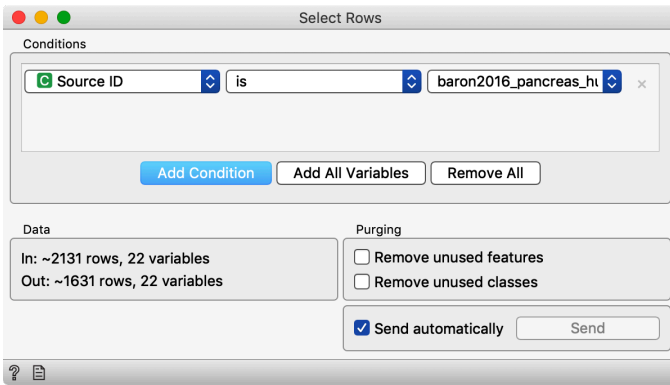 Select Rows
Conditions
C Source ID is baron2016_pancreas_hu
Add Condition Add All Variables Remove All
Data Purging
In: ~2131 rows, 22 variables
Out: ~1631 rows, 22 variables
Remove unused features
Remove unused classes
Send automatically Send
?